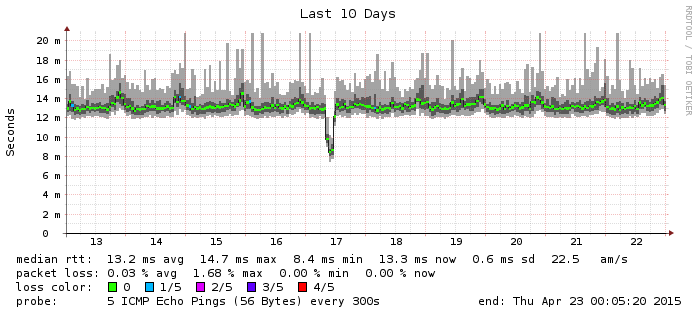 Last 10 Days
RRDTOOL / TOBI OETIKER
Seconds
20 m
18 m
16 m
14 m
12 m
10 m
8 m
6 m
4 m
2 m
0
13 14 15 16 17 18 19 20 21 22
median rtt: 13.2 ms avg 14.7 ms max 8.4 ms min 13.3 ms now 0.6 ms sd 22.5 am/s
packet loss: 0.03 % avg 1.68 % max 0.00 % min 0.00 % now
loss color: 0 1/5 2/5 3/5 4/5
probe: 5 ICMP Echo Pings (56 Bytes) every 300s end: Thu Apr 23 00:05:20 2015